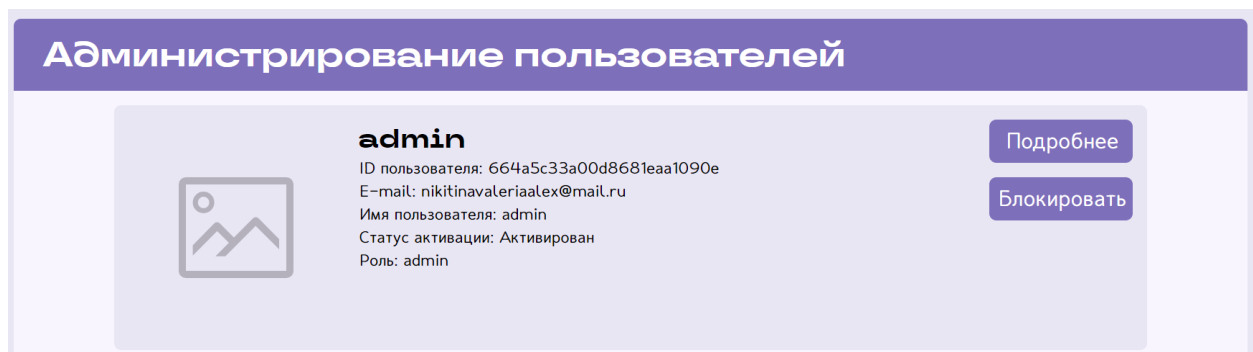 Администрирование пользователей
admin
ID пользователя: 664a5c33a00d8681eaa1090e
E-mail: nikitinavaleriaalex@mail.ru
Имя пользователя: admin
Статус активации: Активирован
Роль: admin
Подробнее
Блокировать